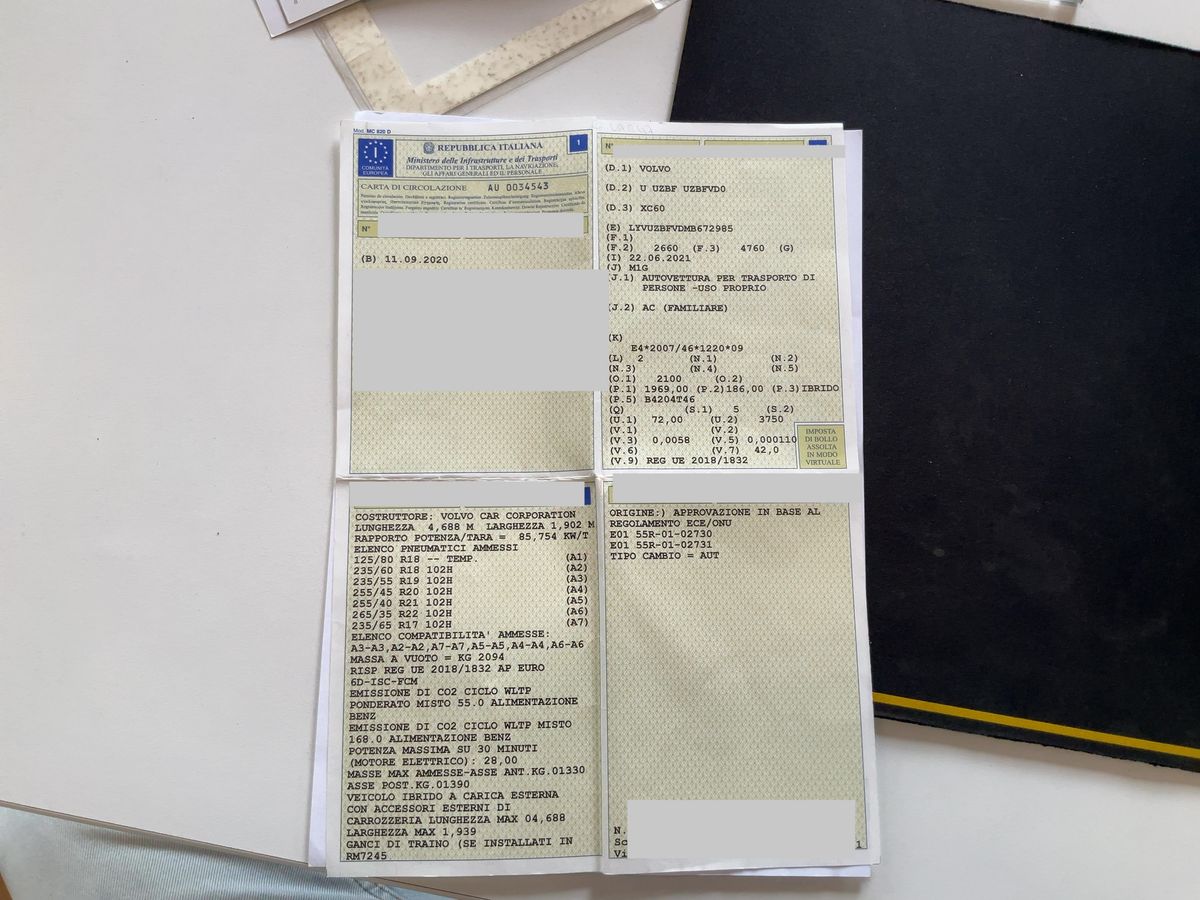 Mod. MC 820 D
I
COMUNITÀ
EUROPEA
REPUBBLICA ITALIANA
1
Ministero delle Infrastrutture e dei Trasporti
DIPARTIMENTO PER I TRASPORTI, LA NAVIGAZIONE,
GLI AFFARI GENERALI ED IL PERSONALE
CARTA DI CIRCOLAZIONE AU 0034543
N°
(B) 11.09.2020
N°
(D.1) VOLVO
(D.2) U UZBF UZBFVD0
(D.3) XC60
(E) LYVUZBFVDMB672985
(F.1)
(F.2) 2660 (F.3) 4760 (G)
(I) 22.06.2021
(J) M1G
(J.1) AUTOVETTURA PER TRASPORTO DI
PERSONE -USO PROPRIO
(J.2) AC (FAMILIARE)
(K)
E4*2007/46*1220*09
(L) 2 (N.1) (N.2)
(N.3) (N.4) (N.5)
(O.1) 2100 (O.2)
(P.1) 1969,00 (P.2)186,00 (P.3)IBRIDO
(P.5) B4204T46
(Q) (S.1) 5 (S.2)
(U.1) 72,00 (U.2) 3750
(V.1) (V.2)
(V.3) 0,0058 (V.5) 0,000110
(V.6) (V.7) 42,0
(V.9) REG UE 2018/1832
IMPOSTA
DI BOLLO
ASSOLTA
IN MODO
VIRTUALE
COSTRUTTORE: VOLVO CAR CORPORATION
LUNGHEZZA 4,688 M LARGHEZZA 1,902 M
RAPPORTO POTENZA/TARA = 85,754 KW/T
ELENCO PNEUMATICI AMMESSI
125/80 R18 -- TEMP. (A1)
235/60 R18 102H (A2)
235/55 R19 102H (A3)
255/45 R20 102H (A4)
255/40 R21 102H (A5)
265/35 R22 102H (A6)
235/65 R17 102H (A7)
ELENCO COMPATIBILITA' AMMESSE:
A3-A3,A2-A2,A7-A7,A5-A5,A4-A4,A6-A6
MASSA A VUOTO = KG 2094
RISP REG UE 2018/1832 AP EURO
6D-ISC-FCM
EMISSIONE DI CO2 CICLO WLTP
PONDERATO MISTO 55.0 ALIMENTAZIONE
BENZ
EMISSIONE DI CO2 CICLO WLTP MISTO
168.0 ALIMENTAZIONE BENZ
POTENZA MASSIMA SU 30 MINUTI
(MOTORE ELETTRICO): 28,00
MASSE MAX AMMESSE-ASSE ANT.KG.01330
ASSE POST.KG.01390
VEICOLO IBRIDO A CARICA ESTERNA
CON ACCESSORI ESTERNI DI
CARROZZERIA LUNGHEZZA MAX 04,688
LARGHEZZA MAX 1,939
GANCI DI TRAINO (SE INSTALLATI IN
RM7245
ORIGINE:) APPROVAZIONE IN BASE AL
REGOLAMENTO ECE/ONU
E01 55R-01-02730
E01 55R-01-02731
TIPO CAMBIO = AUT
N.
Sc
Vi
1